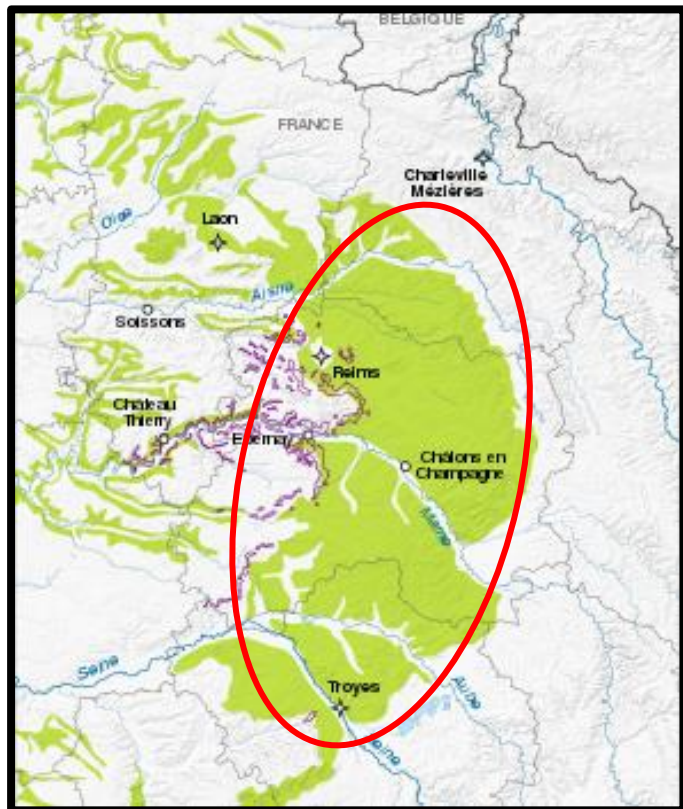 BELGIQUE
FRANCE
Charleville
Mézières
Laon
Oise
Aisne
Soissons
Reims
Château
Thierry
Epernay
Châlons en
Champagne
Marne
Seine
Troyes
Aube
Seine